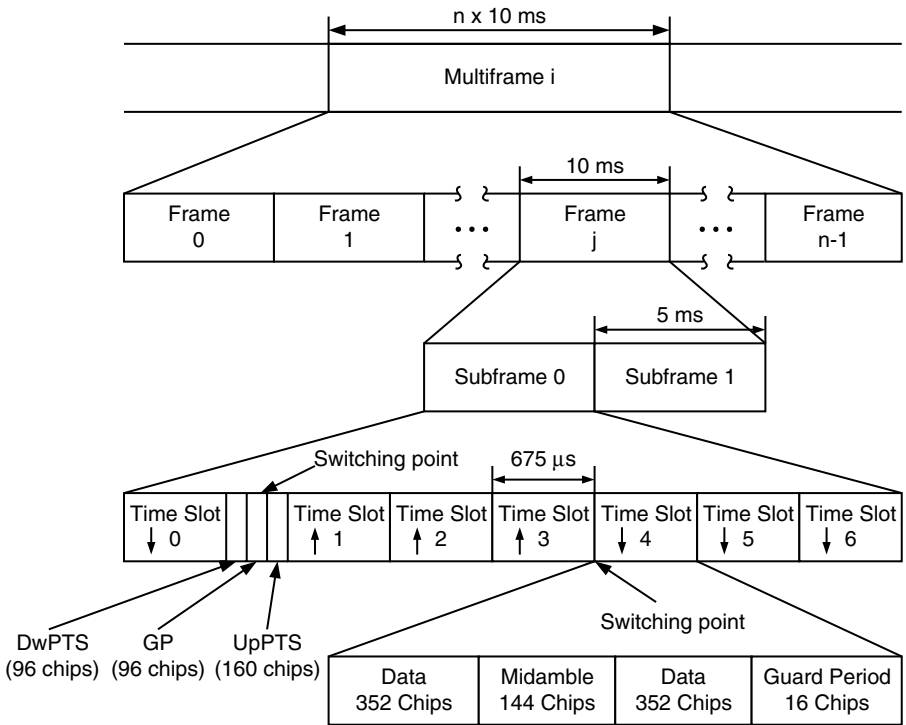 n x 10 ms
Multiframe i
10 ms
Frame
0
Frame
1
...
Frame
j
...
Frame
n-1
5 ms
Subframe 0
Subframe 1
Switching point
675 μs
Time Slot
0
Time Slot
1
Time Slot
2
Time Slot
3
Time Slot
4
Time Slot
5
Time Slot
6
DwPTS
(96 chips)
GP
(96 chips)
UpPTS
(160 chips)
Switching point
Data
352 Chips
Midamble
144 Chips
Data
352 Chips
Guard Period
16 Chips